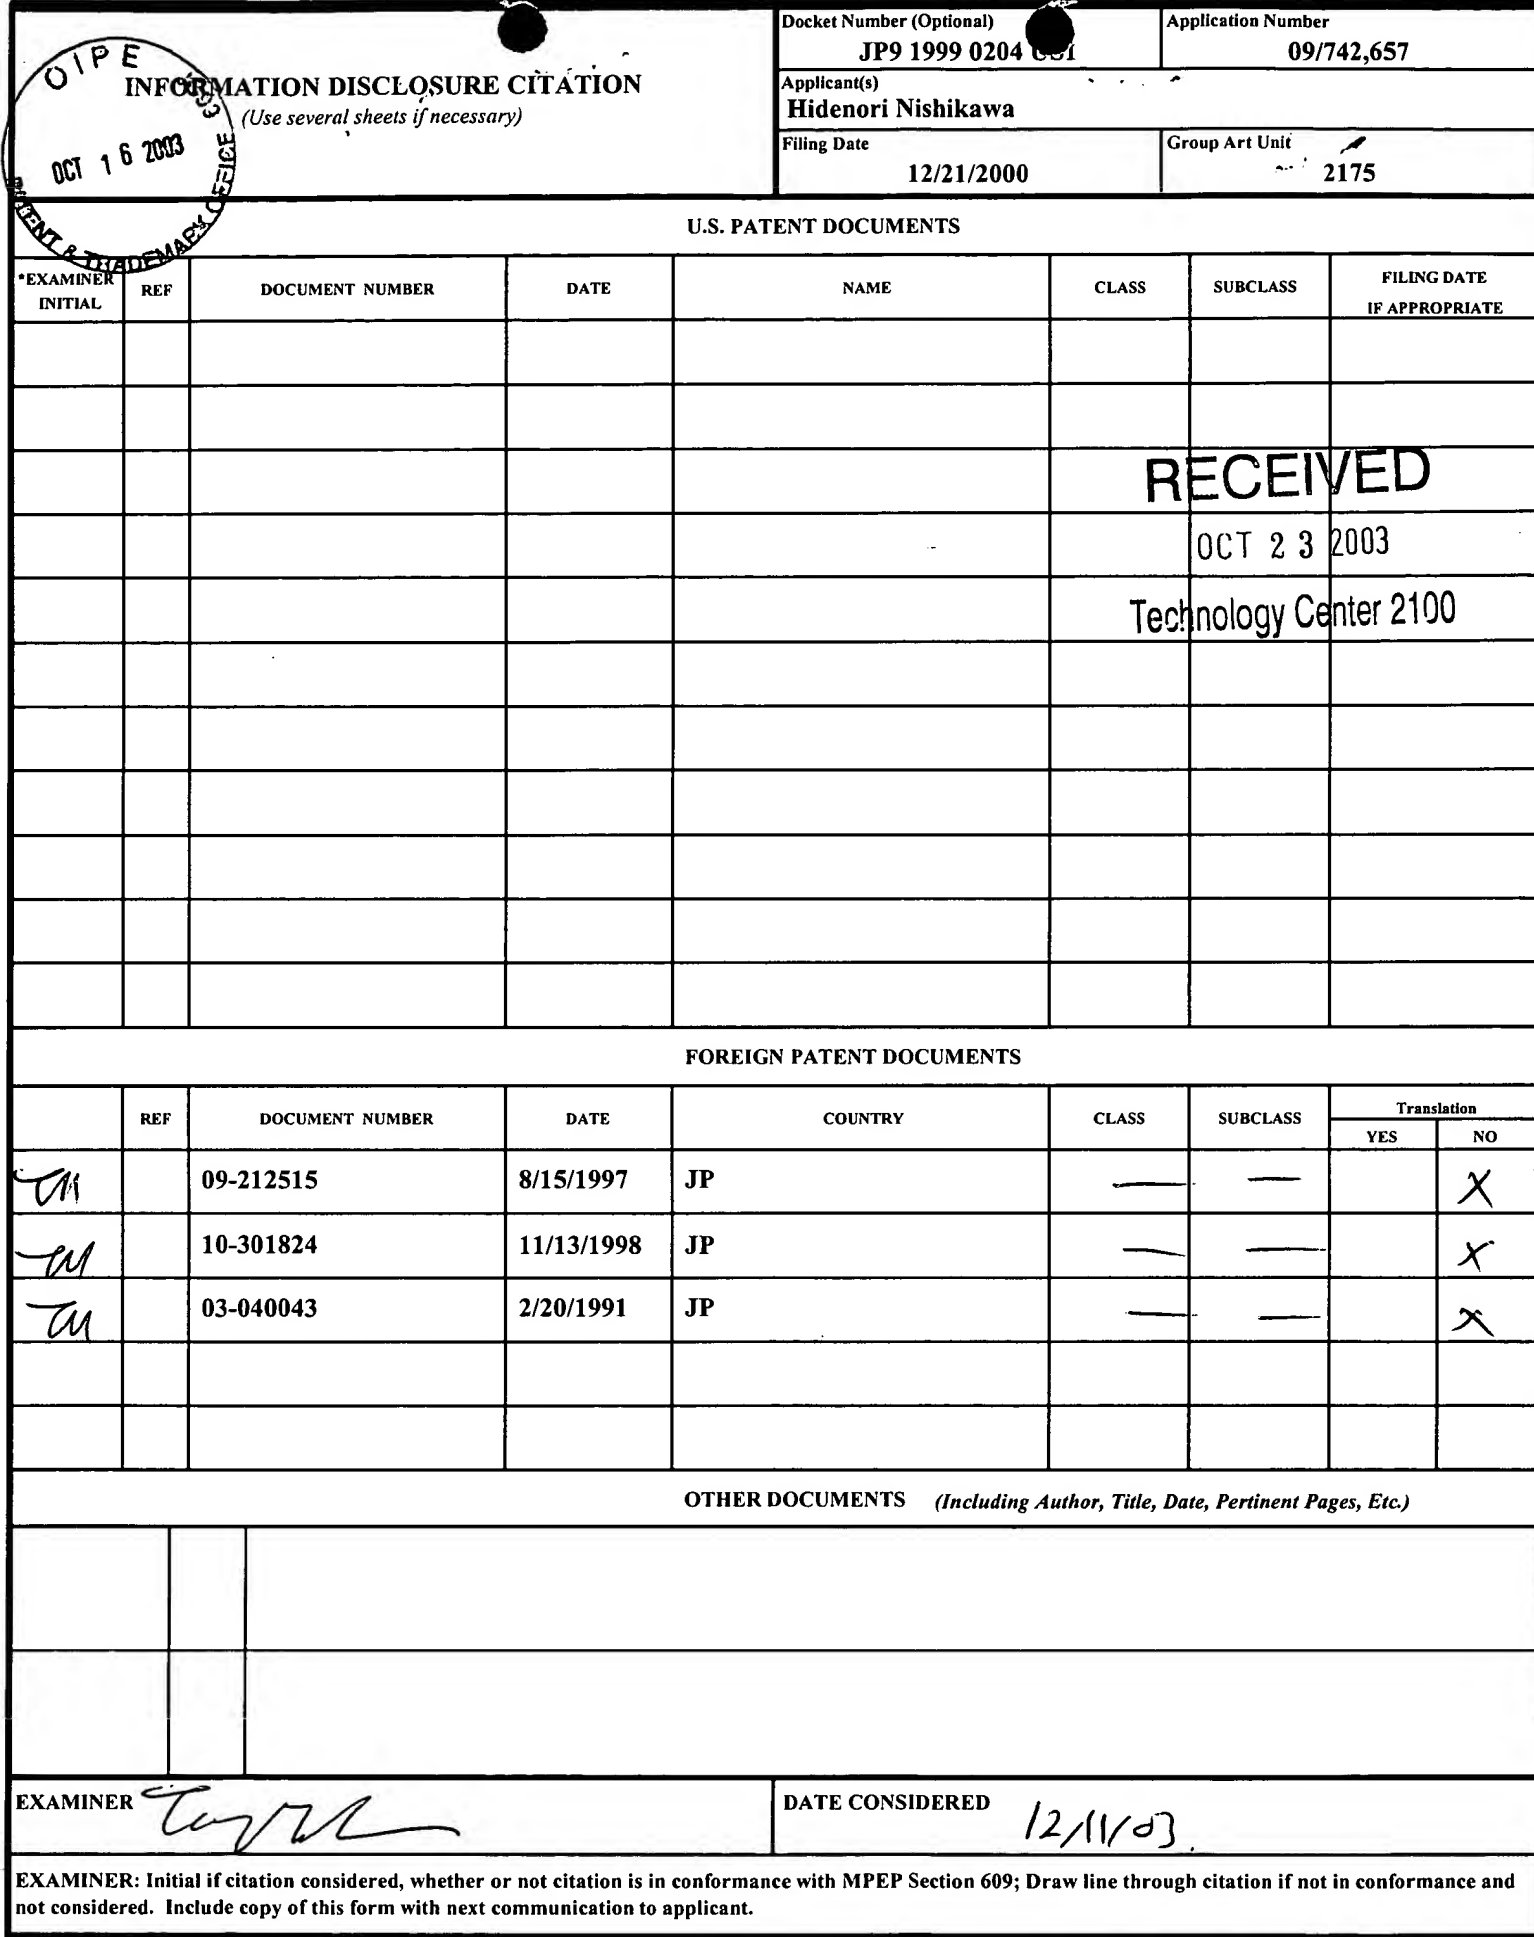 Docket Number (Optional)
JP9 1999 0204 US1
Application Number
09/742,657
OIPE
INFORMATION DISCLOSURE CITATION
(Use several sheets if necessary)
OCT 16 2003
PATENT & TRADEMARK OFFICE
Applicant(s)
Hidenori Nishikawa
Filing Date
12/21/2000
Group Art Unit
2175
U.S. PATENT DOCUMENTS
*EXAMINER INITIAL REF DOCUMENT NUMBER DATE NAME CLASS SUBCLASS FILING DATE IF APPROPRIATE
RECEIVED
OCT 23 2003
Technology Center 2100
FOREIGN PATENT DOCUMENTS
REF DOCUMENT NUMBER DATE COUNTRY CLASS SUBCLASS Translation
YES NO
TM 09-212515 8/15/1997 JP — — X
TM 10-301824 11/13/1998 JP — — X
TM 03-040043 2/20/1991 JP — — X
OTHER DOCUMENTS (Including Author, Title, Date, Pertinent Pages, Etc.)
EXAMINER
DATE CONSIDERED 12/11/03
EXAMINER: Initial if citation considered, whether or not citation is in conformance with MPEP Section 609; Draw line through citation if not in conformance and
not considered. Include copy of this form with next communication to applicant.